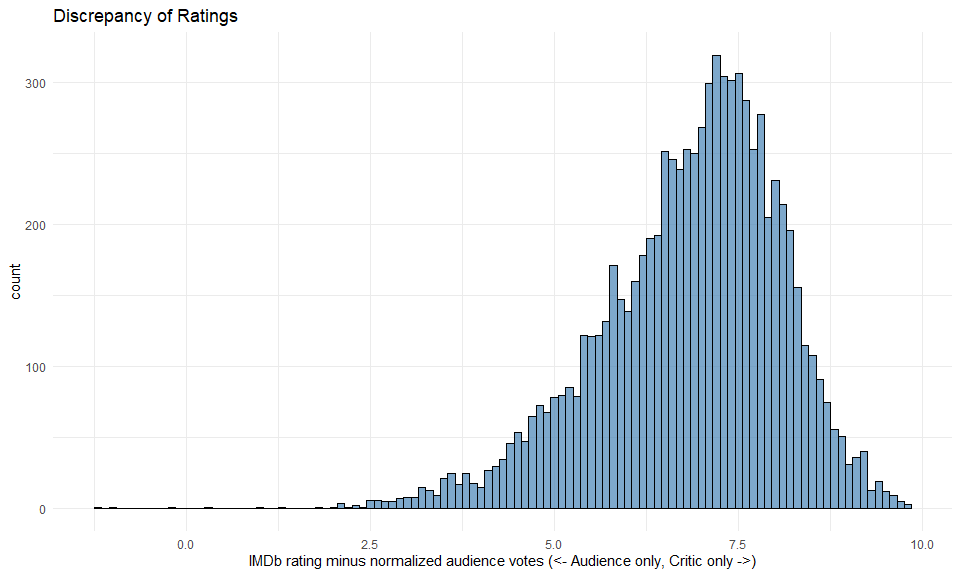 Discrepancy of Ratings
300
200
100
0
count
0.0 2.5 5.0 7.5 10.0
IMDb rating minus normalized audience votes (<- Audience only, Critic only ->)